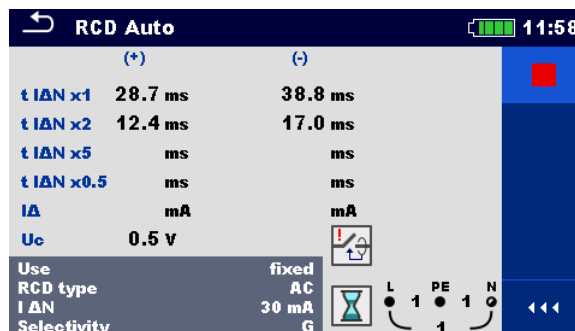 RCD Auto 11:58
(+) (-)
t IΔN x1 28.7 ms 38.8 ms
t IΔN x2 12.4 ms 17.0 ms
t IΔN x5 ms ms
t IΔN x0.5 ms ms
IΔ mA mA
Uc 0.5 V
Use fixed
RCD type AC
I ΔN 30 mA
Selectivity G
!
L PE N
1 1
1